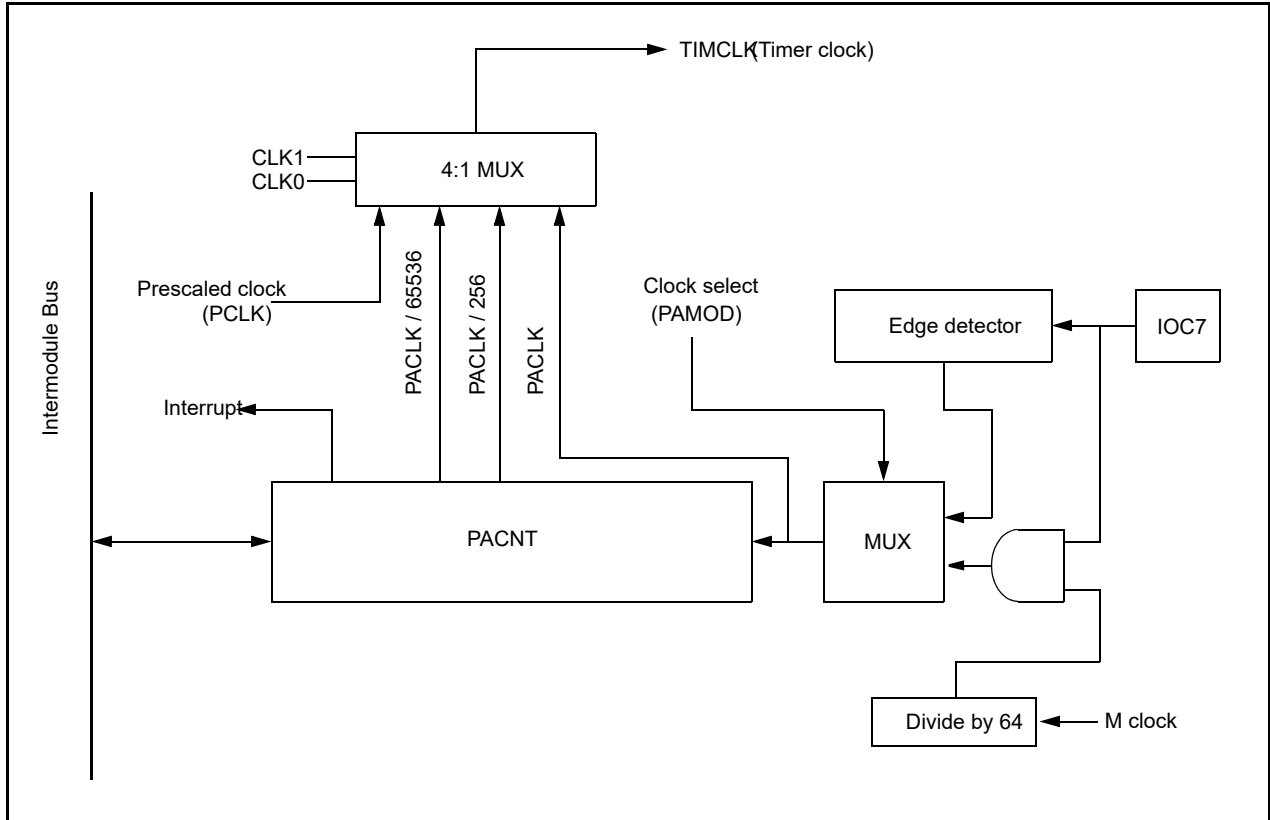 TIMCLK (Timer clock)
CLK1
CLK0
4:1 MUX
Intermodule Bus
Prescaled clock
(PCLK)
PACLK / 65536
PACLK / 256
PACLK
Clock select
(PAMOD)
Edge detector
IOC7
Interrupt
PACNT
MUX
Divide by 64
M clock